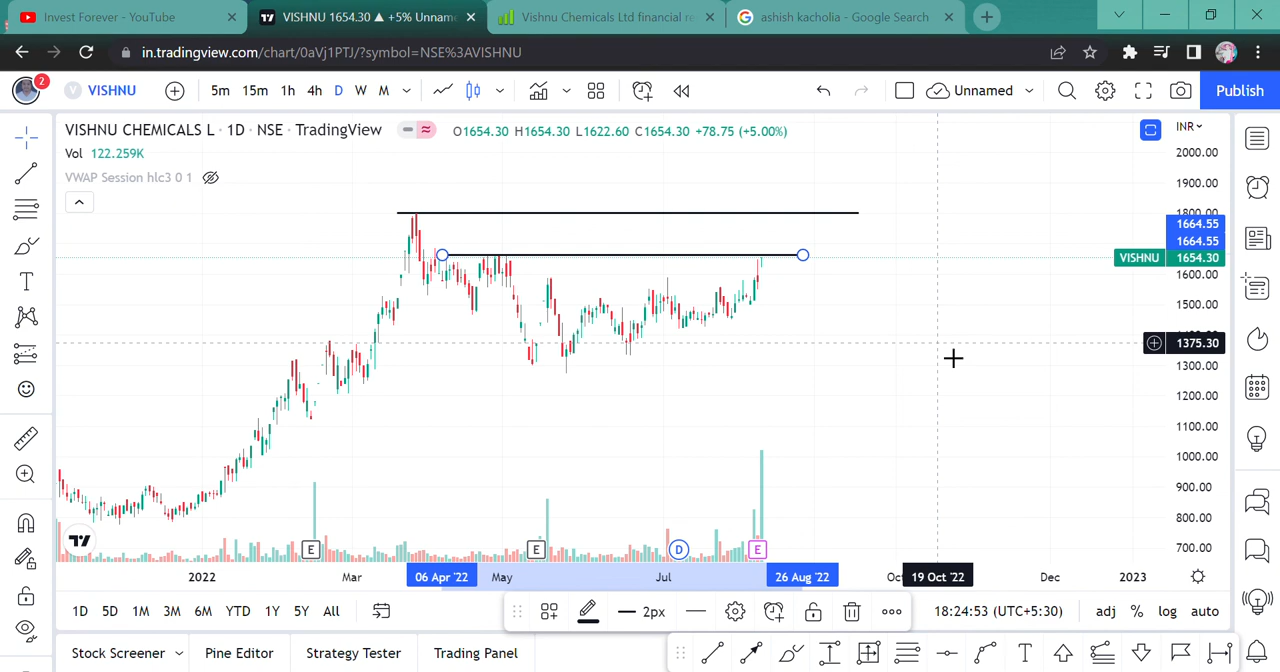 Invest Forever - YouTube
VISHNU 1654.30 ▲ +5% Unnam
Vishnu Chemicals Ltd financial re
ashish kacholia - Google Search
in.tradingview.com/chart/0aVj1PTJ/?symbol=NSE%3AVISHNU
2
V VISHNU 5m 15m 1h 4h D W M Unnamed Publish
VISHNU CHEMICALS L · 1D · NSE · TradingView O1654.30 H1654.30 L1622.60 C1654.30 +78.75 (+5.00%) INR
Vol 122.259K
VWAP Session hlc3 0 1
2000.00
1900.00
1800.00
1664.55
1664.55
VISHNU 1654.30
1600.00
1500.00
1375.30
1300.00
1200.00
1100.00
1000.00
900.00
800.00
700.00
E E D E
2022 Mar 06 Apr '22 May Jul 26 Aug '22 19 Oct '22 Dec 2023
1D 5D 1M 3M 6M YTD 1Y 5Y All 2px 18:24:53 (UTC+5:30) adj % log auto
Stock Screener Pine Editor Strategy Tester Trading Panel T